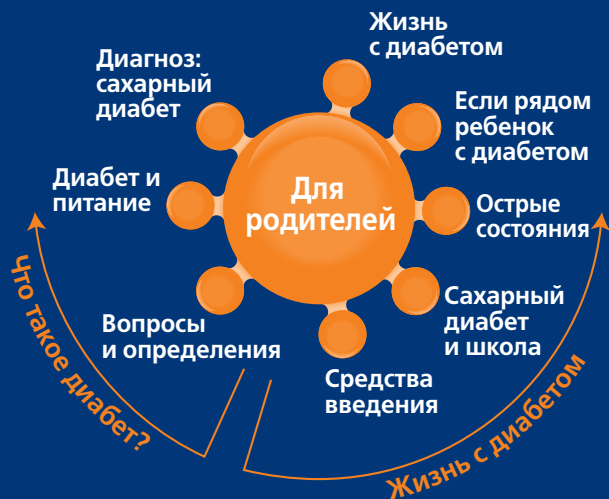 Жизнь
с диабетом
Диагноз:
сахарный
диабет
Если рядом
ребенок
с диабетом
Диабет и
питание
Для
родителей
Острые
состояния
Вопросы
и определения
Сахарный
диабет
и школа
Средства
введения
Что такое диабет?
Жизнь с диабетом